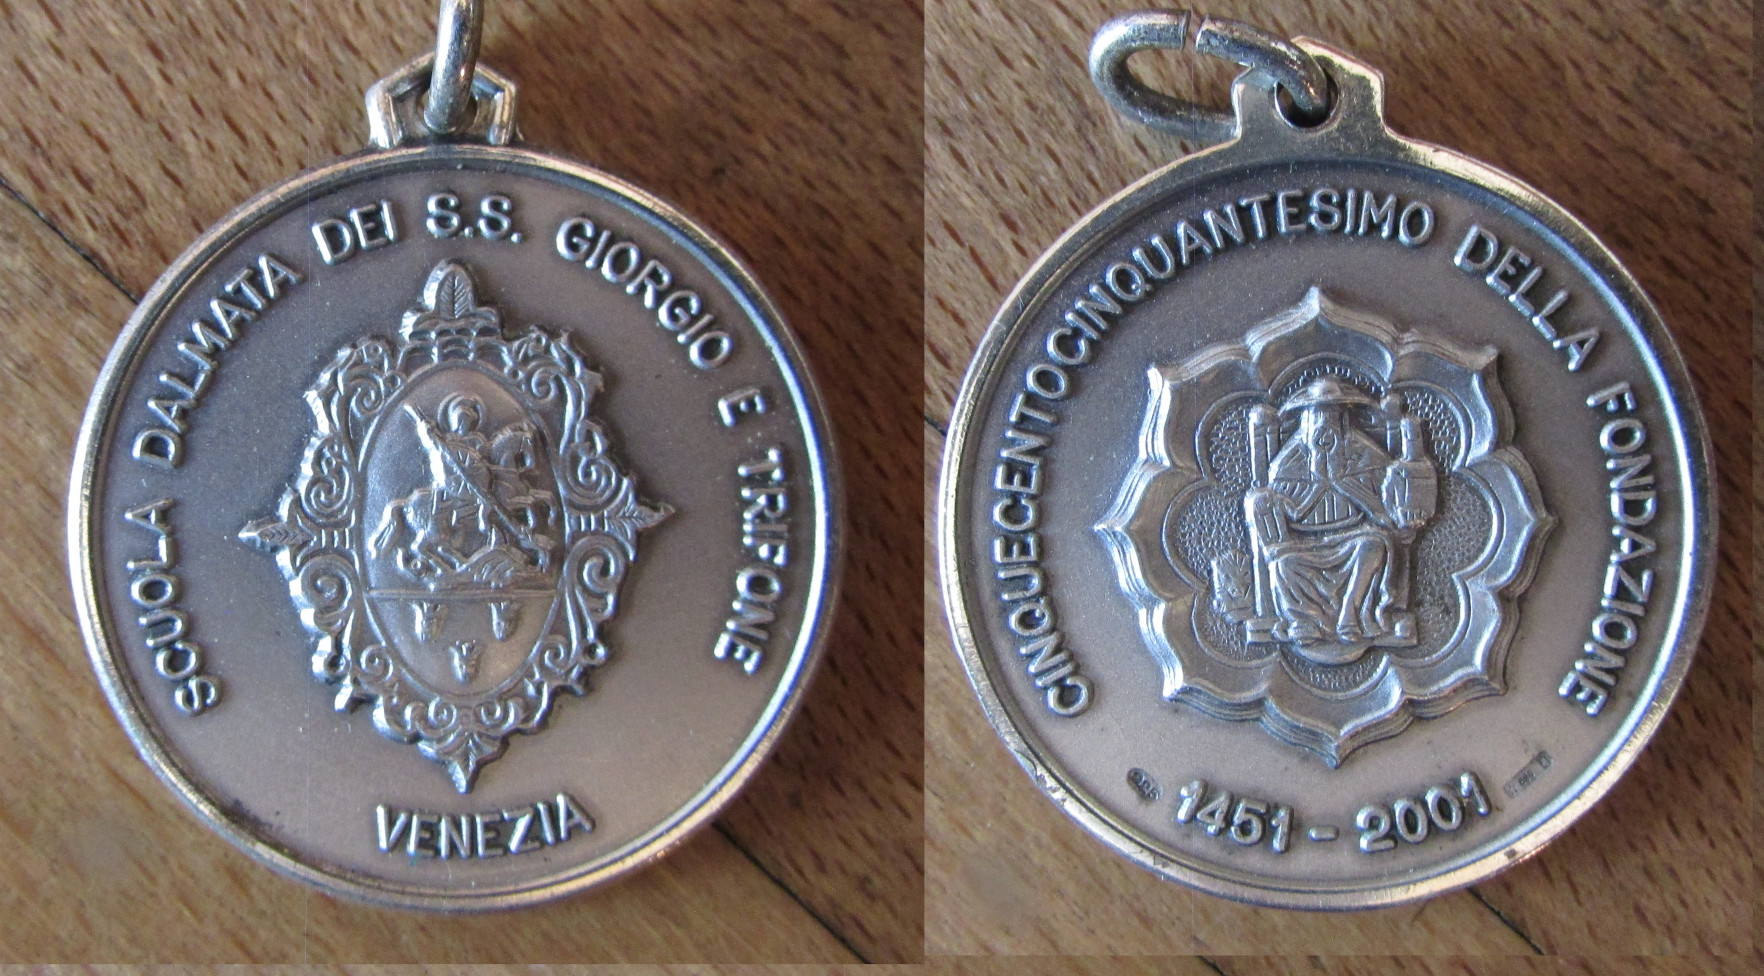 SCUOLA DALMATA DEI S.S. GIORGIO E TRIFONE
VENEZIA
CINQUECENTOCINQUANTESIMO DELLA FONDAZIONE
1451 - 2001